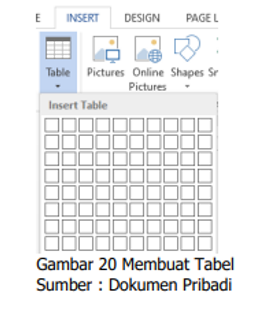 E INSERT DESIGN PAGE L
Table Pictures Online Pictures Shapes Sr
Insert Table
Gambar 20 Membuat Tabel
Sumber : Dokumen Pribadi